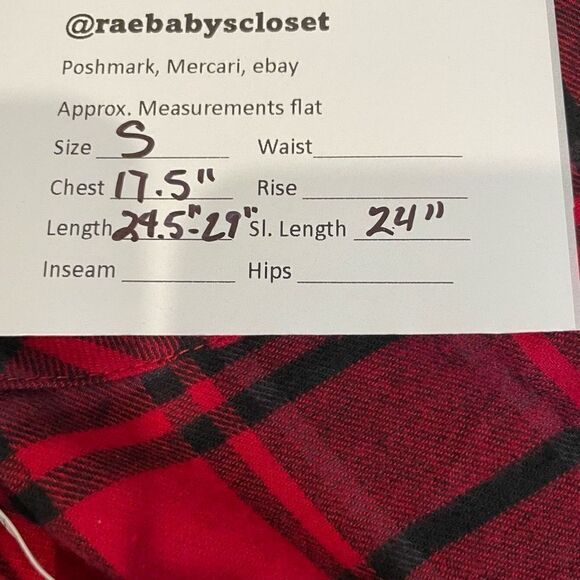 @raebabyscloset
Poshmark, Mercari, ebay
Approx. Measurements flat
Size S Waist
Chest 17.5" Rise
Length 24.5"-29" Sl. Length 24"
Inseam Hips